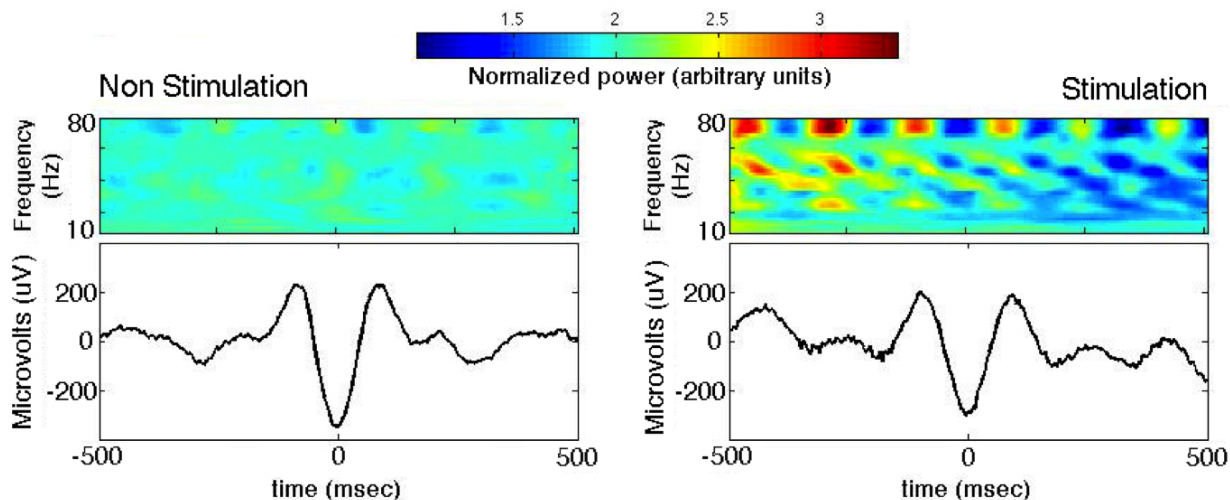 1.5 2 2.5 3
Normalized power (arbitrary units)
Non Stimulation
Stimulation
80
Frequency
(Hz)
10
80
Frequency
(Hz)
10
200
0
-200
Microvolts (uV)
-500 0 500
time (msec)
200
0
-200
Microvolts (uV)
-500 0 500
time (msec)